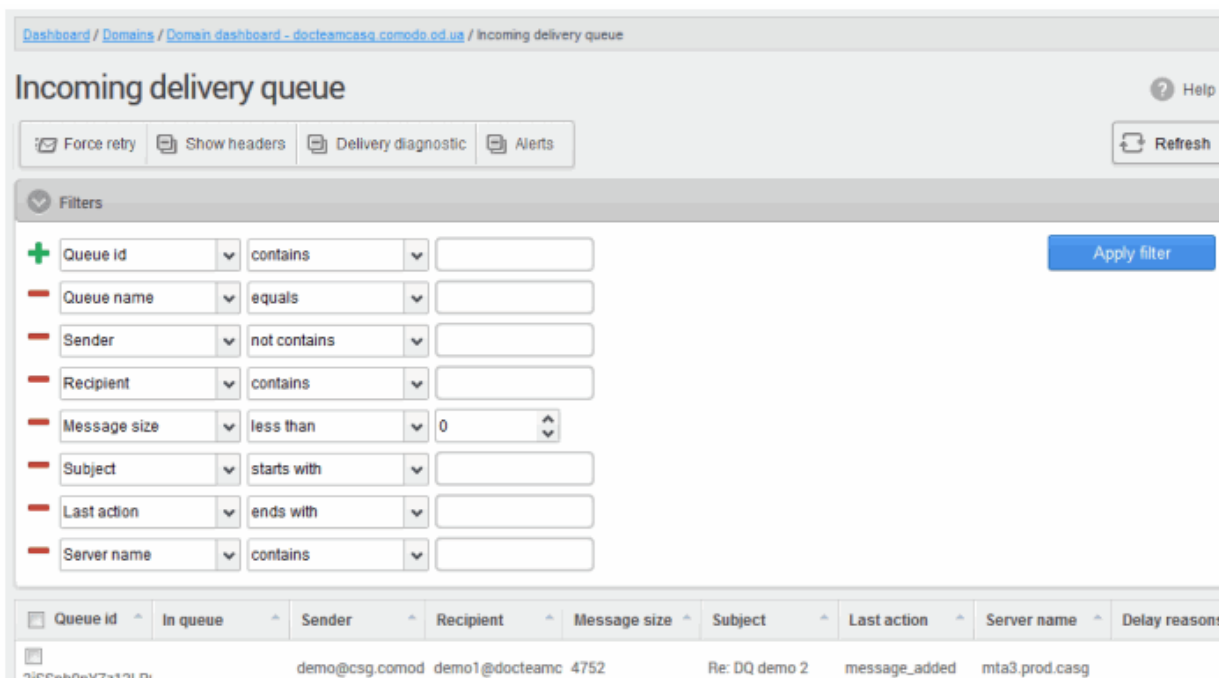 Dashboard / Domains / Domain dashboard - docteamcasg.comodo.od.ua / Incoming delivery queue
Incoming delivery queue
Help
Force retry Show headers Delivery diagnostic Alerts
Refresh
Filters
Queue id contains
Apply filter
Queue name equals
Sender not contains
Recipient contains
Message size less than 0
Subject starts with
Last action ends with
Server name contains
Queue id In queue Sender Recipient Message size Subject Last action Server name Delay reasons
demo@csg.comod demo1@docteamc 4752 Re: DQ demo 2 message_added mta3.prod.casg